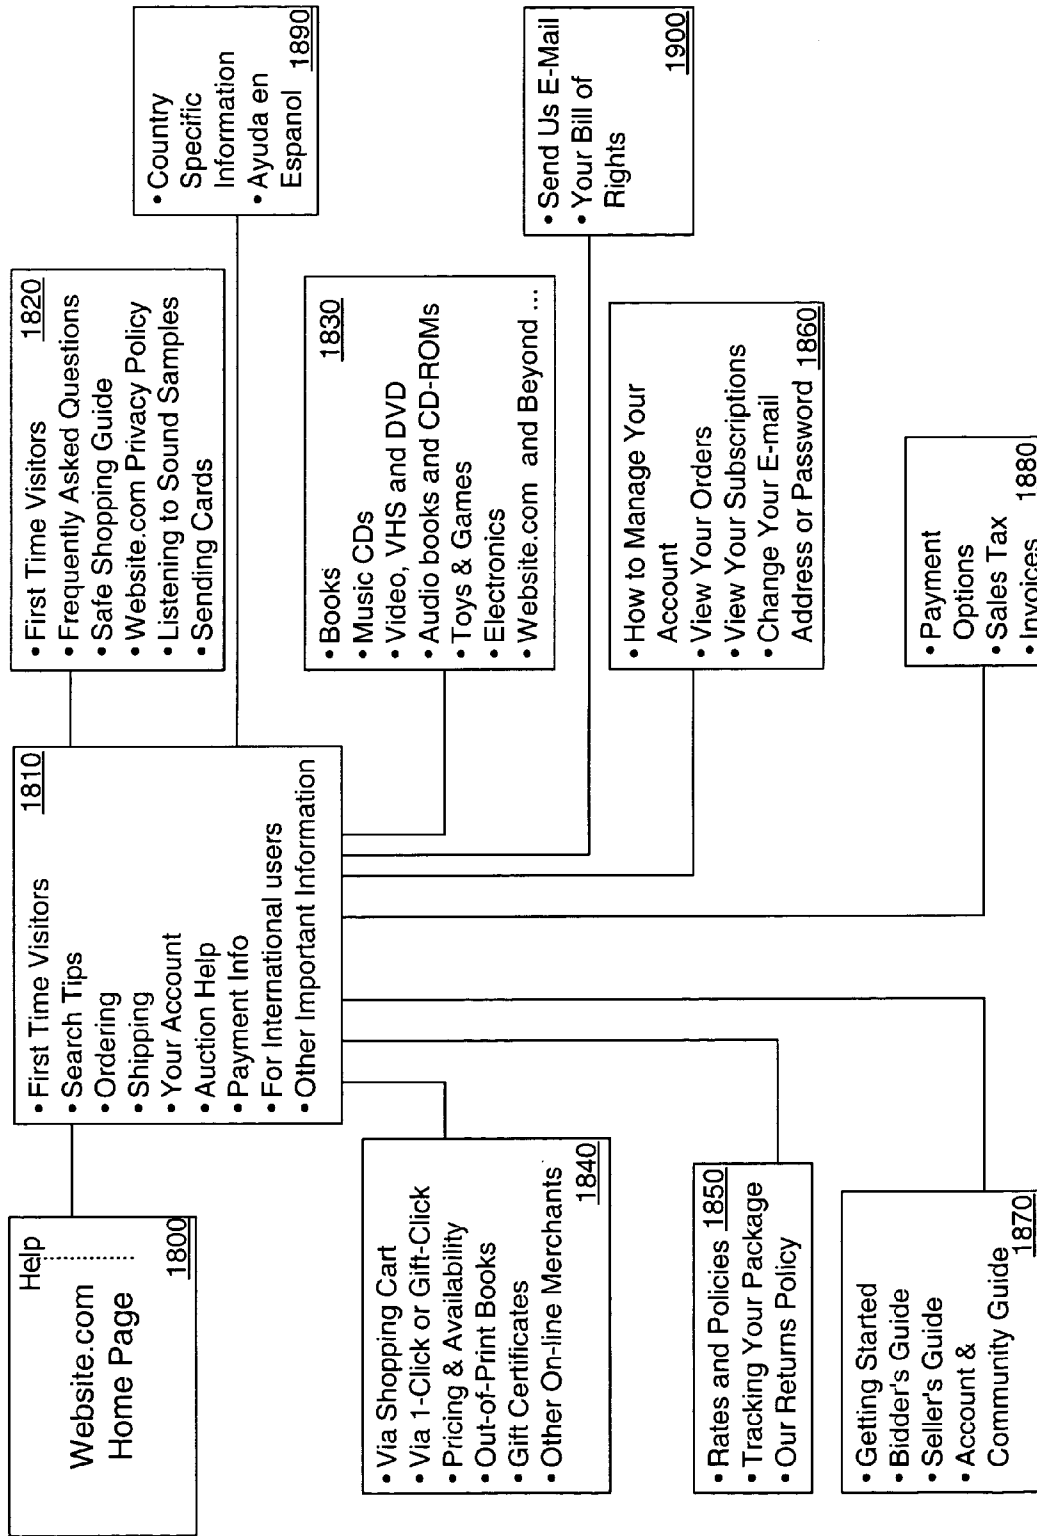 Help
Website.com
Home Page
1800
• First Time Visitors
1810
• Search Tips
• Ordering
• Shipping
• Your Account
• Auction Help
• Payment Info
• For International users
• Other Important Information
• First Time Visitors
1820
• Frequently Asked Questions
• Safe Shopping Guide
• Website.com Privacy Policy
• Listening to Sound Samples
• Sending Cards
• Country
Specific
Information
• Ayuda en
Espanol 1890
• Via Shopping Cart
• Via 1-Click or Gift-Click
• Pricing & Availability
• Out-of-Print Books
• Gift Certificates
• Other On-line Merchants
1840
• Books
1830
• Music CDs
• Video, VHS and DVD
• Audio books and CD-ROMs
• Toys & Games
• Electronics
• Website.com and Beyond ...
• Send Us E-Mail
• Your Bill of
Rights
1900
• Rates and Policies 1850
• Tracking Your Package
• Our Returns Policy
• How to Manage Your
Account
• View Your Orders
• View Your Subscriptions
• Change Your E-mail
Address or Password 1860
• Getting Started
• Bidder's Guide
• Seller's Guide
• Account &
Community Guide
1870
• Payment
Options
• Sales Tax
• Invoices 1880